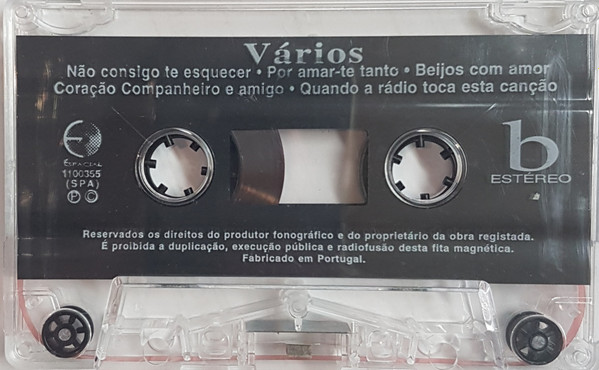 Vários
Não consigo te esquecer • Por amar-te tanto • Beijos com amor
Coração Companheiro e amigo • Quando a rádio toca esta canção
ESPACIAL
1100355
(SPA)
Ⓟ Ⓒ
b
ESTÉREO
Reservados os direitos do produtor fonográfico e do proprietário da obra registada.
É proibida a duplicação, execução pública e radiofusão desta fita magnética.
Fabricado em Portugal.